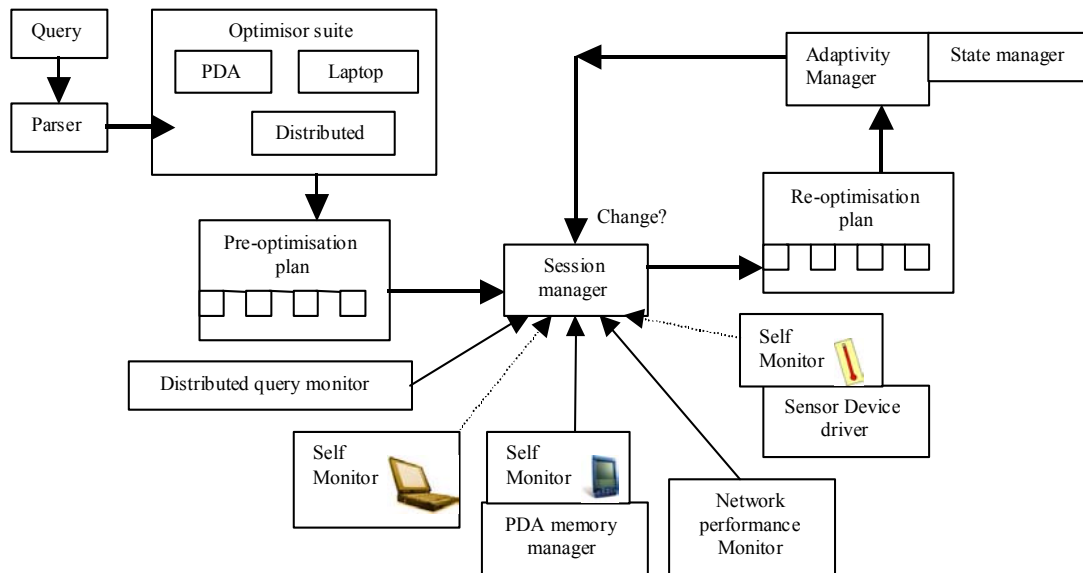 Query
Parser
Optimisor suite
PDA
Laptop
Distributed
Pre-optimisation
plan
Change?
Session
manager
Adaptivity
Manager
State manager
Re-optimisation
plan
Distributed query monitor
Self
Monitor
Self
Monitor
PDA memory
manager
Network
performance
Monitor
Self
Monitor
Sensor Device
driver